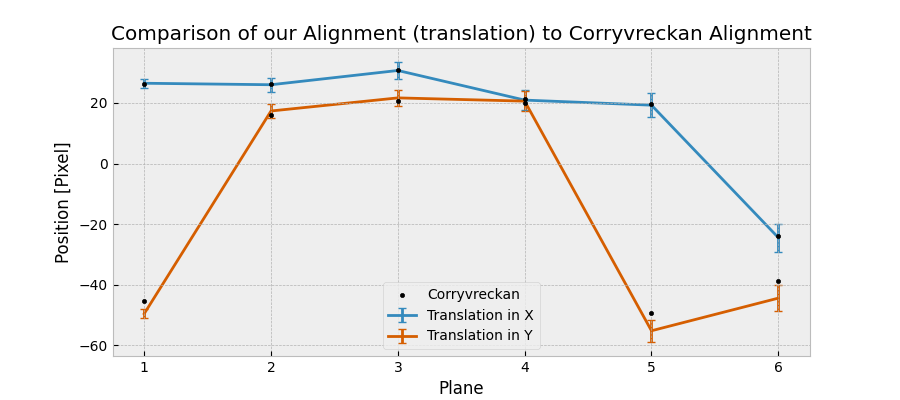 Comparison of our Alignment (translation) to Corryvreckan Alignment
Position [Pixel]
20
0
−20
−40
−60
Corryvreckan
Translation in X
Translation in Y
1 2 3 4 5 6
Plane